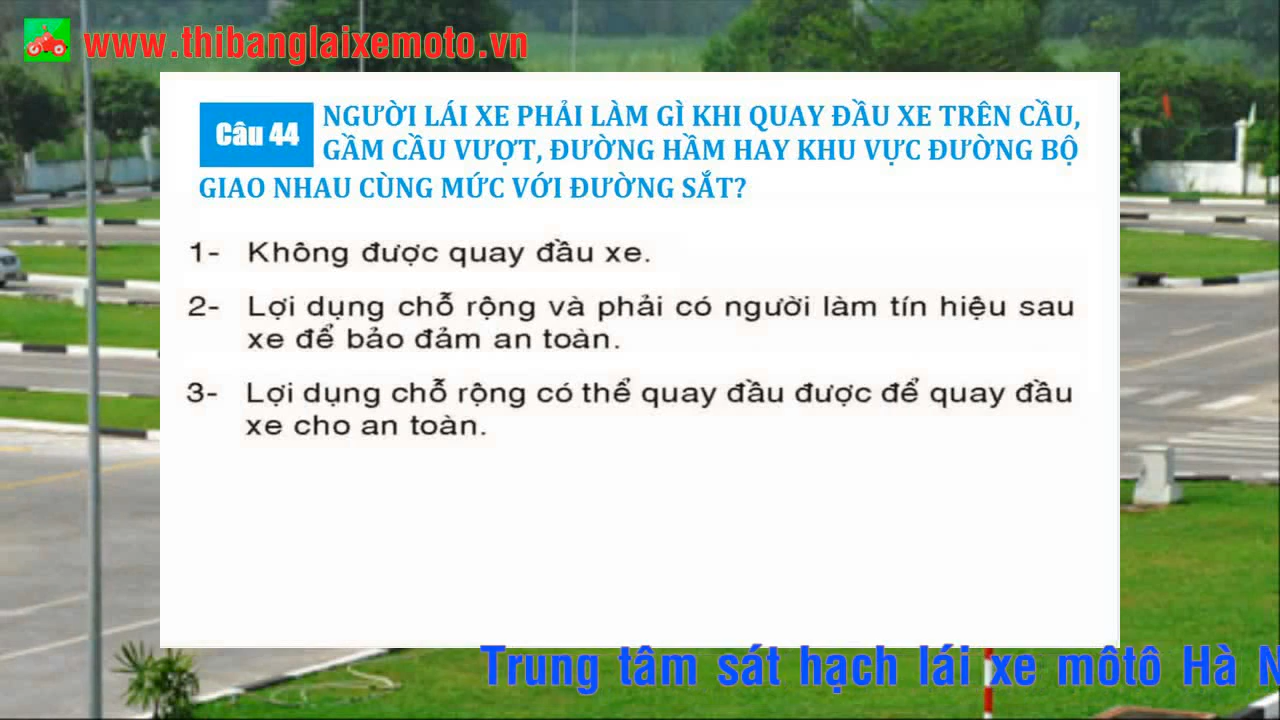 www.thibanglaixemoto.vn
Câu 44 NGƯỜI LÁI XE PHẢI LÀM GÌ KHI QUAY ĐẦU XE TRÊN CẦU,
GẦM CẦU VƯỢT, ĐƯỜNG HẦM HAY KHU VỰC ĐƯỜNG BỘ
GIAO NHAU CÙNG MỨC VỚI ĐƯỜNG SẮT?
1- Không được quay đầu xe.
2- Lợi dụng chỗ rộng và phải có người làm tín hiệu sau
xe để bảo đảm an toàn.
3- Lợi dụng chỗ rộng có thể quay đầu được để quay đầu
xe cho an toàn.
Trung tâm sát hạch lái xe môtô Hà N